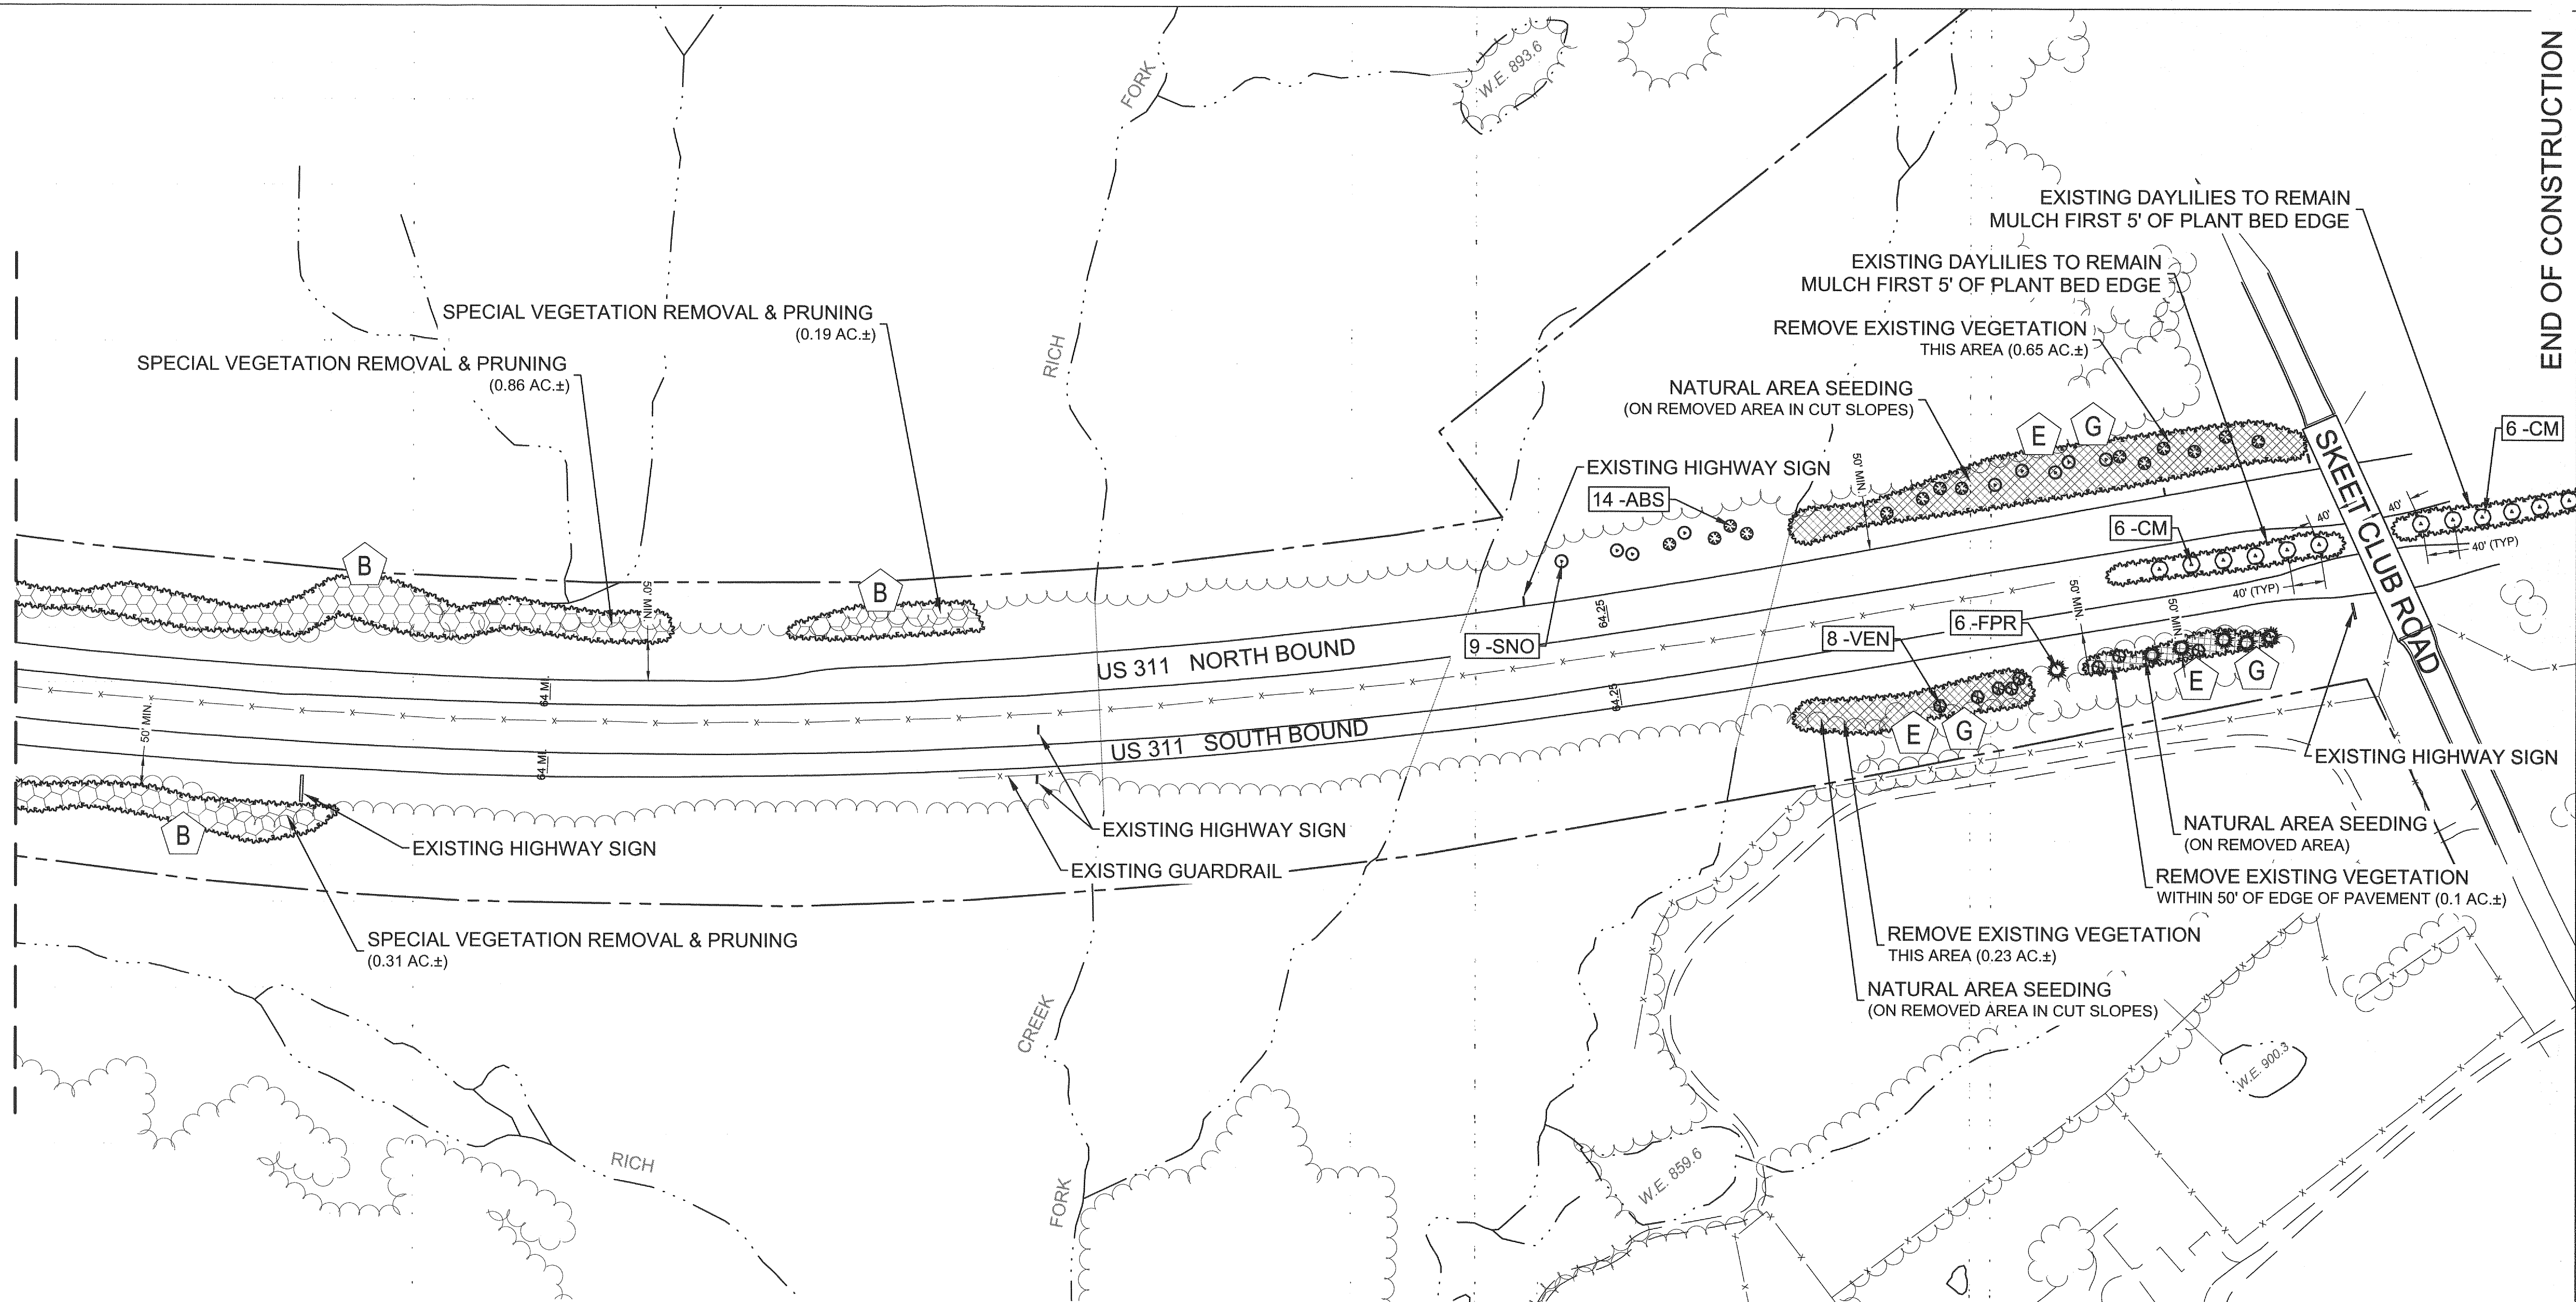 END OF CONSTRUCTION
W.E. 893.6
FORK
EXISTING DAYLILIES TO REMAIN
MULCH FIRST 5' OF PLANT BED EDGE
EXISTING DAYLILIES TO REMAIN
MULCH FIRST 5' OF PLANT BED EDGE
SPECIAL VEGETATION REMOVAL & PRUNING
(0.19 AC.±)
REMOVE EXISTING VEGETATION
THIS AREA (0.65 AC.±)
RICH
SPECIAL VEGETATION REMOVAL & PRUNING
(0.86 AC.±)
NATURAL AREA SEEDING
(ON REMOVED AREA IN CUT SLOPES)
E
G
6 -CM
EXISTING HIGHWAY SIGN
50' MIN.
14 -ABS
SKEET CLUB ROAD
40'
40'
40' (TYP)
6 -CM
B
B
50' MIN.
40' (TYP)
64.25
50' MIN.
50' MIN.
6 -FPR
8 -VEN
9 -SNO
US 311 NORTH BOUND
64 MI.
64.25
E
G
50' MIN.
US 311 SOUTH BOUND
64 MI.
E
G
EXISTING HIGHWAY SIGN
B
EXISTING HIGHWAY SIGN
EXISTING HIGHWAY SIGN
EXISTING GUARDRAIL
NATURAL AREA SEEDING
(ON REMOVED AREA)
REMOVE EXISTING VEGETATION
WITHIN 50' OF EDGE OF PAVEMENT (0.1 AC.±)
SPECIAL VEGETATION REMOVAL & PRUNING
(0.31 AC.±)
REMOVE EXISTING VEGETATION
THIS AREA (0.23 AC.±)
NATURAL AREA SEEDING
(ON REMOVED AREA IN CUT SLOPES)
CREEK
W.E. 900.3
RICH
W.E. 859.6
FORK